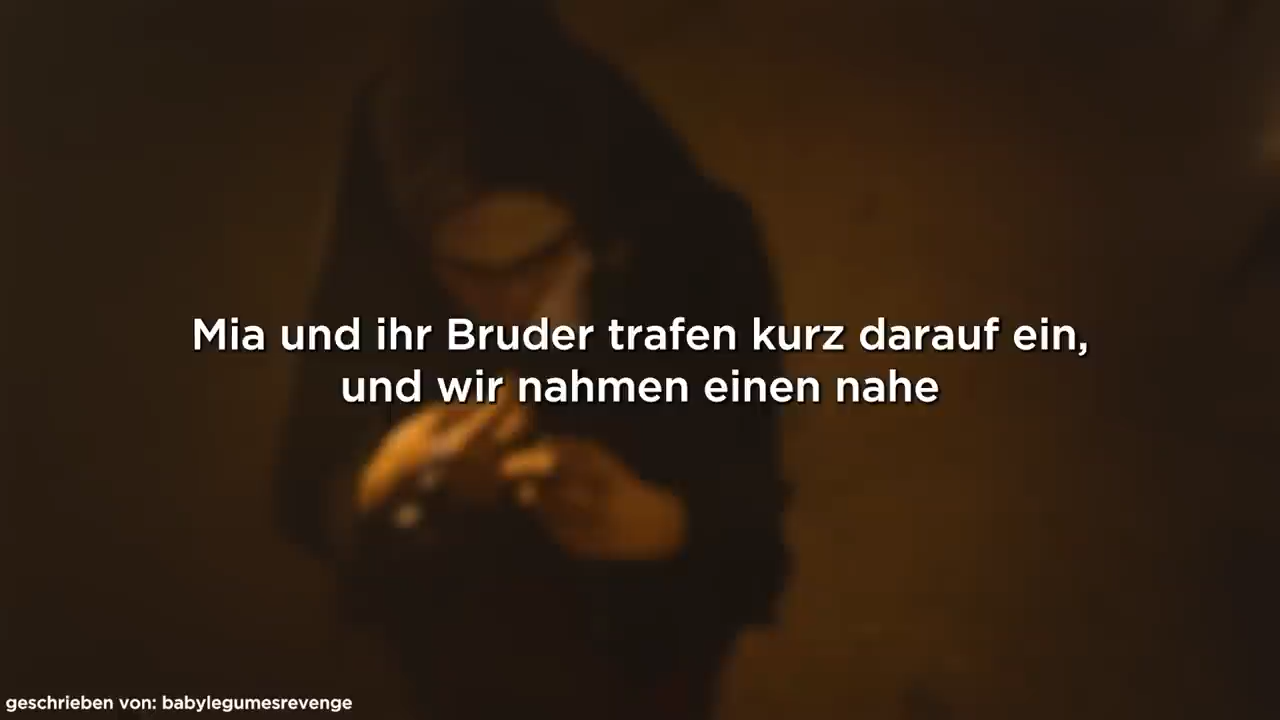 Mia und ihr Bruder trafen kurz darauf ein,
und wir nahmen einen nahe
geschrieben von: babylegumesrevenge